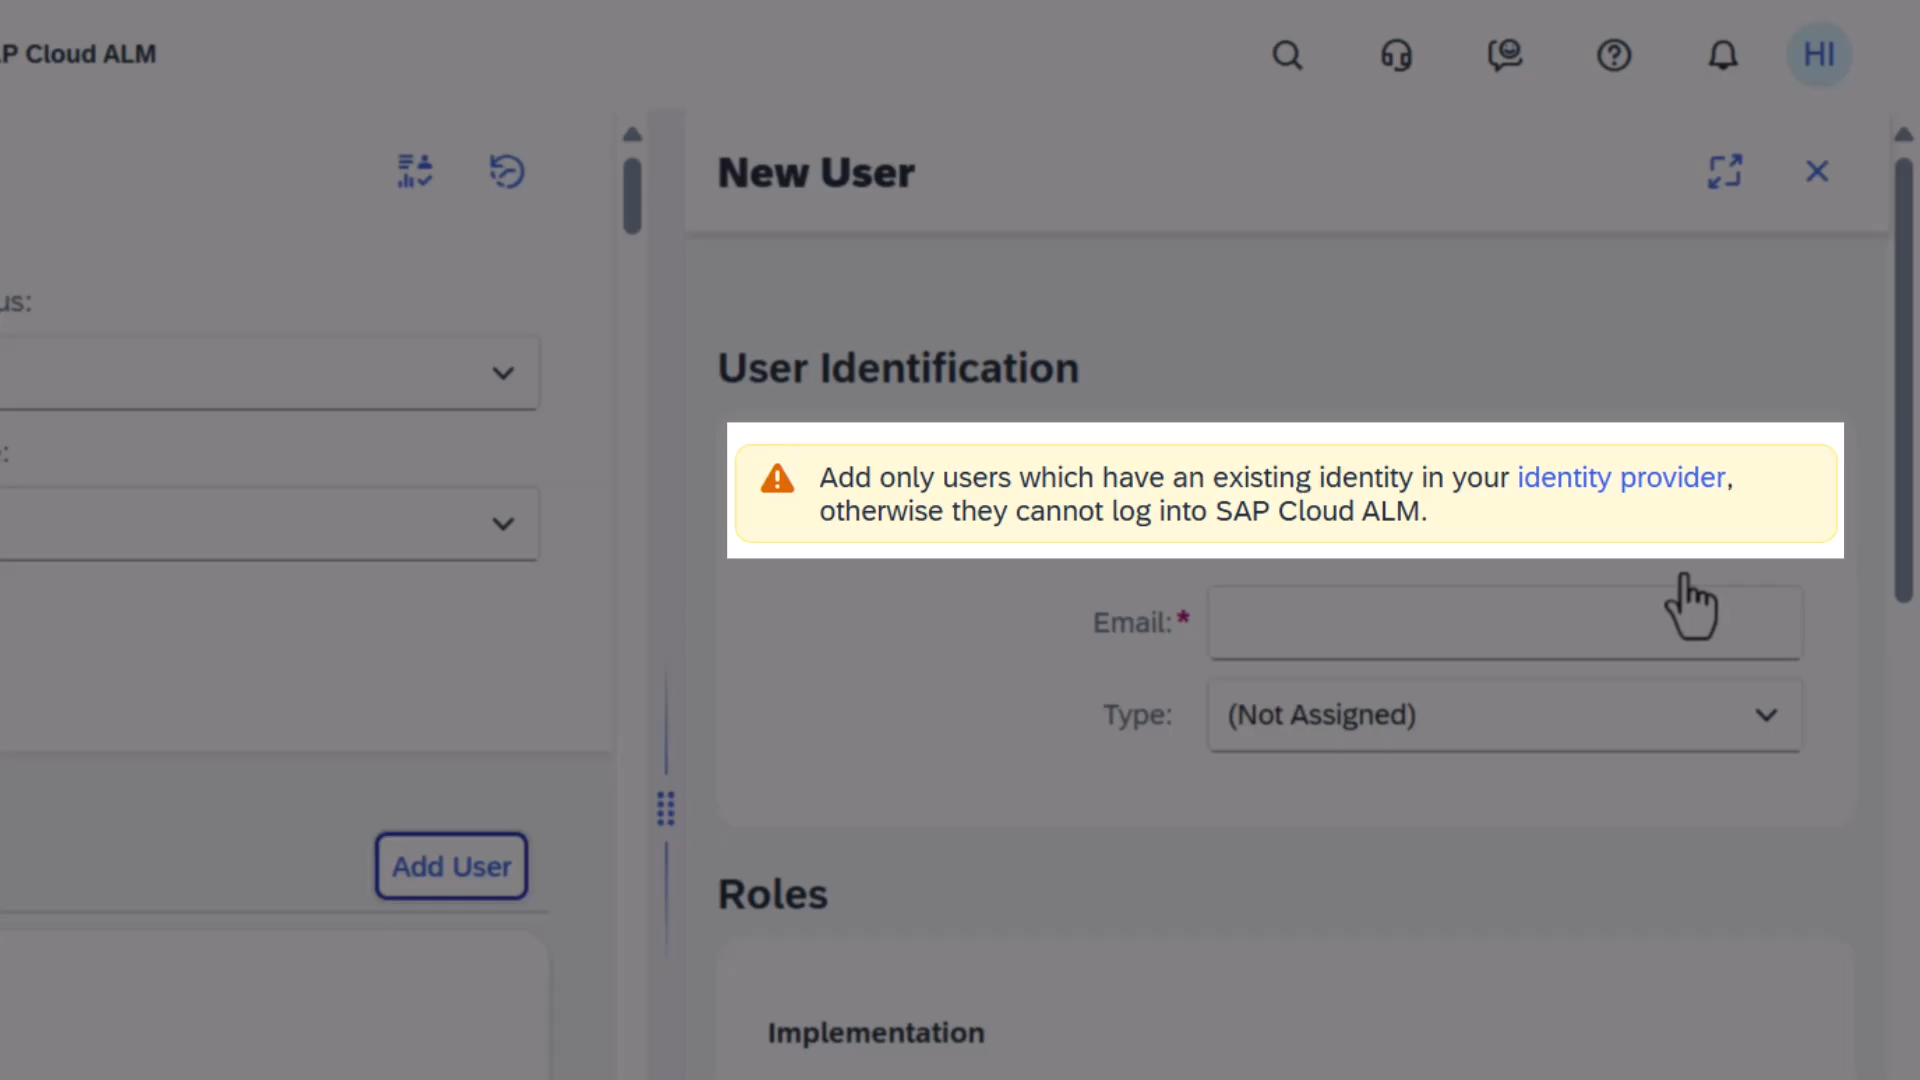 P Cloud ALM
HI
New User
us:
:
User Identification
Add only users which have an existing identity in your identity provider,
otherwise they cannot log into SAP Cloud ALM.
Email:*
Type:
(Not Assigned)
Add User
Roles
Implementation